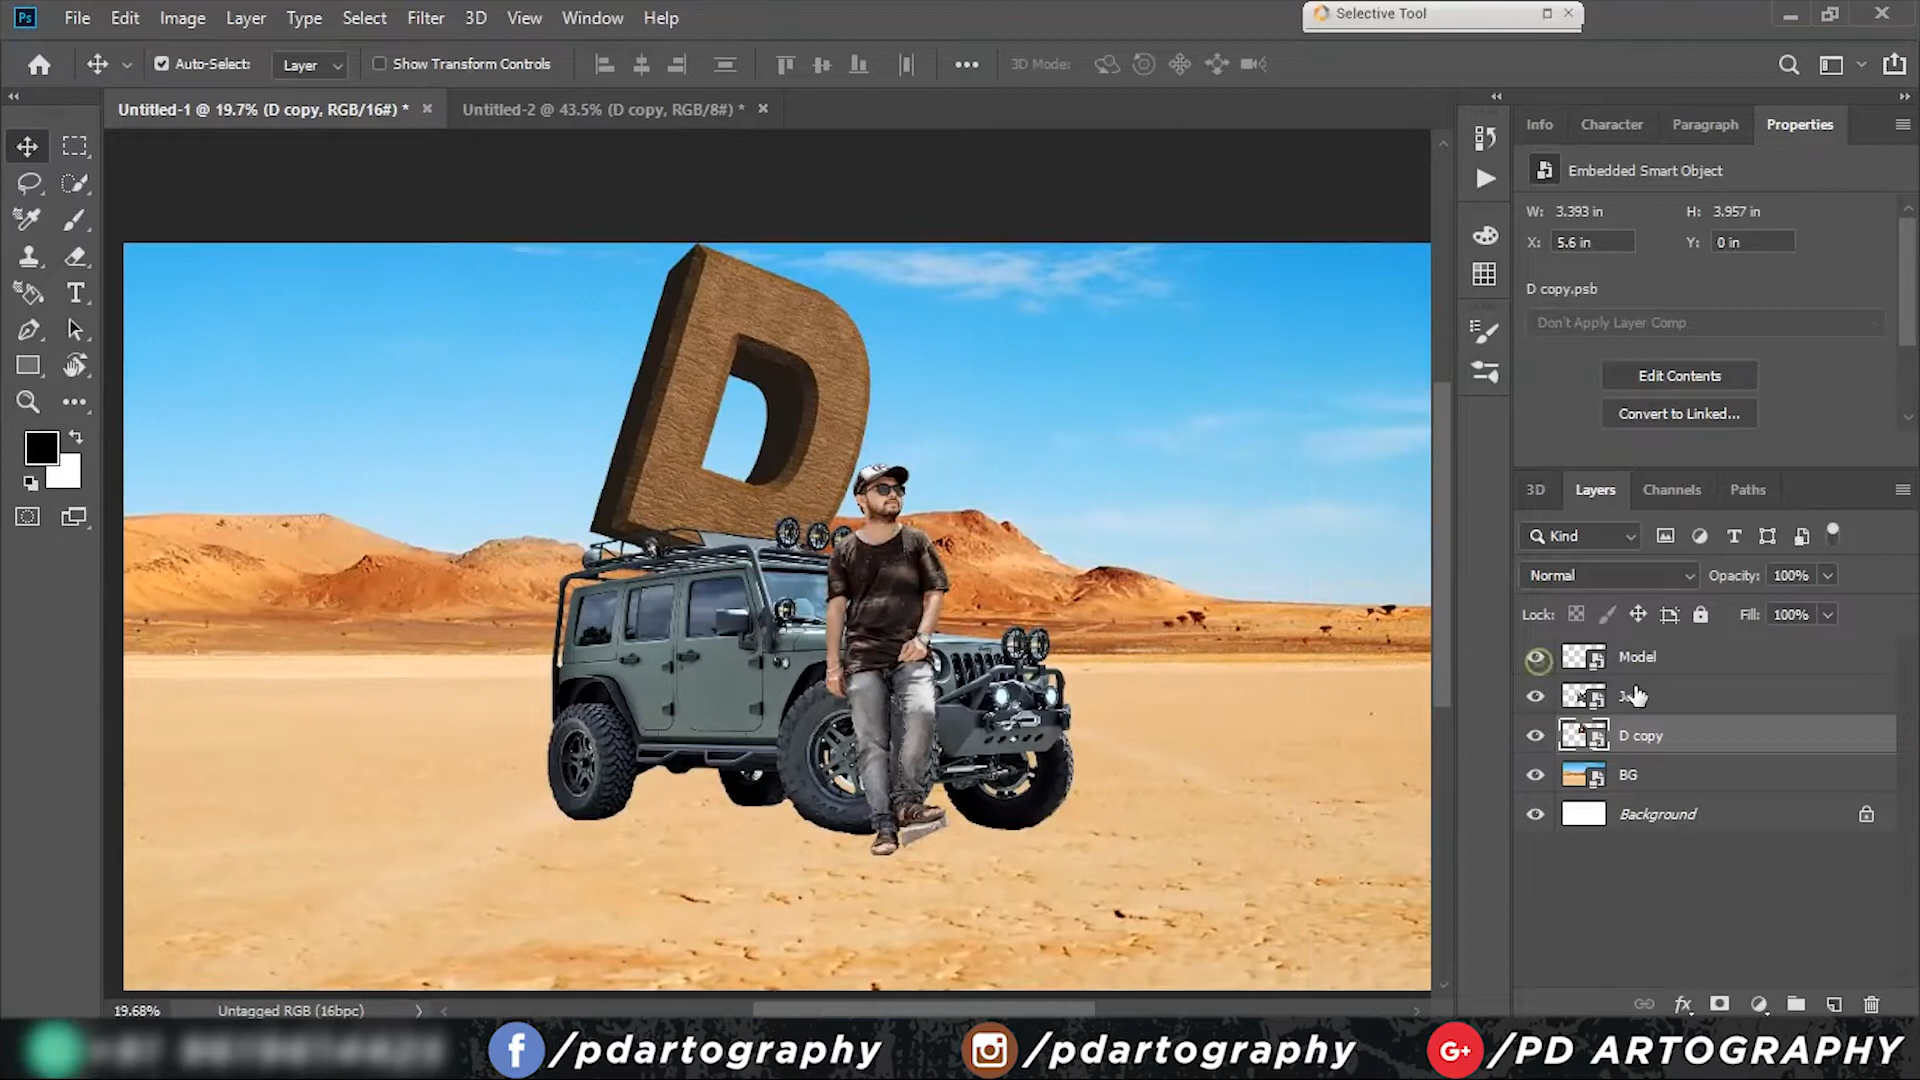 Ps File Edit Image Layer Type Select Filter 3D View Window Help
Selective Tool
Auto-Select: Layer Show Transform Controls 3D Mode:
Untitled-1 @ 19.7% (D copy, RGB/16#) * Untitled-2 @ 43.5% (D copy, RGB/8#) *
Info Character Paragraph Properties
Embedded Smart Object
W: 3.393 in H: 3.957 in
X: 5.6 in Y: 0 in
D copy.psb
Don't Apply Layer Comp
Edit Contents
Convert to Linked...
D
3D Layers Channels Paths
Kind
Normal Opacity: 100%
Lock: Fill: 100%
Model
D copy
BG
Background
19.68% Untagged RGB (16bpc)
/pdartography /pdartography G+ /PD ARTOGRAPHY